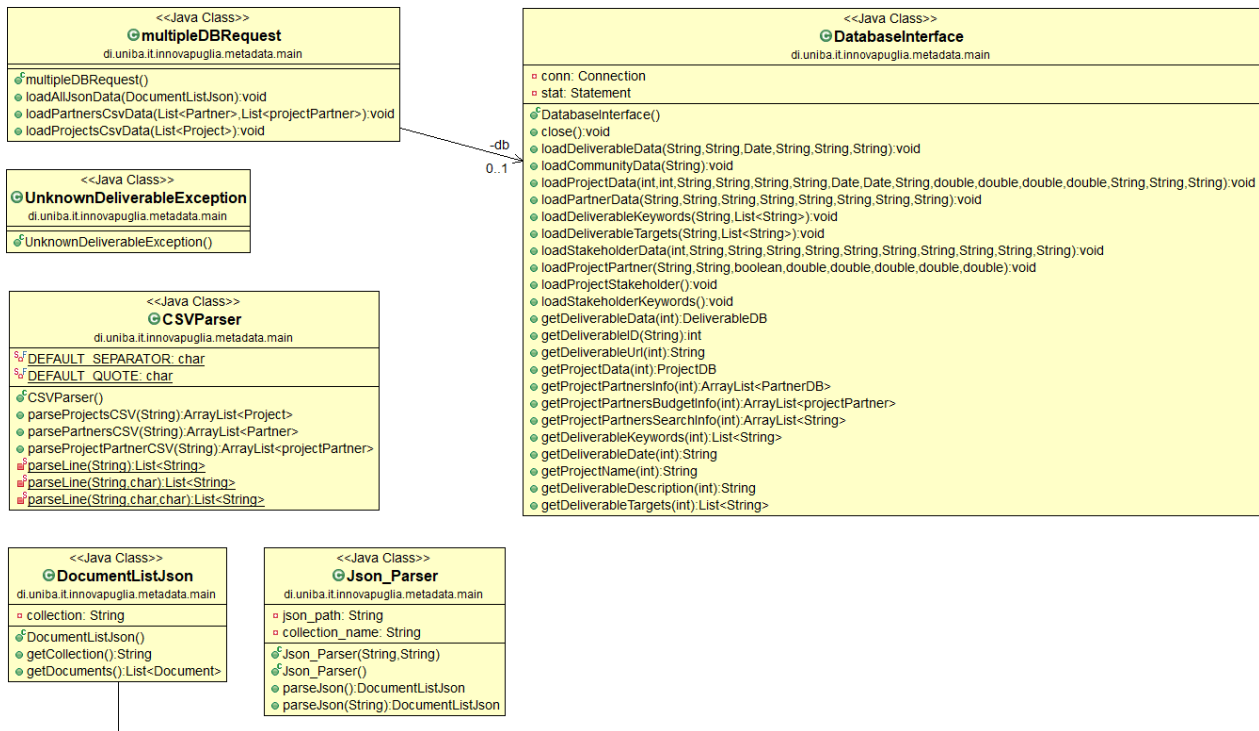 <<Java Class>>
multipleDBRequest
di.uniba.it.innovapuglia.metadata.main
multipleDBRequest()
loadAllJsonData(DocumentListJson):void
loadPartnersCsvData(List<Partner>,List<projectPartner>):void
loadProjectsCsvData(List<Project>):void
-db
0..1
<<Java Class>>
DatabaseInterface
di.uniba.it.innovapuglia.metadata.main
conn: Connection
stat: Statement
DatabaseInterface()
close():void
loadDeliverableData(String,String,Date,String,String,String):void
loadCommunityData(String):void
loadProjectData(int,int,String,String,String,String,Date,Date,String,double,double,double,double,String,String,String):void
loadPartnerData(String,String,String,String,String,String,String):void
loadDeliverableKeywords(String,List<String>):void
loadDeliverableTargets(String,List<String>):void
loadStakeholderData(int,String,String,String,String,String,String,String,String,String):void
loadProjectPartner(String,String,boolean,double,double,double,double,double):void
loadProjectStakeholder():void
loadStakeholderKeywords():void
getDeliverableData(int):DeliverableDB
getDeliverableID(String):int
getDeliverableUrl(int):String
getProjectData(int):ProjectDB
getProjectPartnersInfo(int):ArrayList<PartnerDB>
getProjectPartnersBudgetInfo(int):ArrayList<projectPartner>
getProjectPartnersSearchInfo(int):ArrayList<String>
getDeliverableKeywords(int):List<String>
getDeliverableDate(int):String
getProjectName(int):String
getDeliverableDescription(int):String
getDeliverableTargets(int):List<String>
<<Java Class>>
UnknownDeliverableException
di.uniba.it.innovapuglia.metadata.main
UnknownDeliverableException()
<<Java Class>>
CSVParser
di.uniba.it.innovapuglia.metadata.main
DEFAULT_SEPARATOR: char
DEFAULT_QUOTE: char
CSVParser()
parseProjectsCSV(String):ArrayList<Project>
parsePartnersCSV(String):ArrayList<Partner>
parseProjectPartnerCSV(String):ArrayList<projectPartner>
parseLine(String):List<String>
parseLine(String,char):List<String>
parseLine(String,char,char):List<String>
<<Java Class>>
DocumentListJson
di.uniba.it.innovapuglia.metadata.main
collection: String
DocumentListJson()
getCollection():String
getDocuments():List<Document>
<<Java Class>>
Json_Parser
di.uniba.it.innovapuglia.metadata.main
json_path: String
collection_name: String
Json_Parser(String,String)
Json_Parser()
parseJson():DocumentListJson
parseJson(String):DocumentListJson